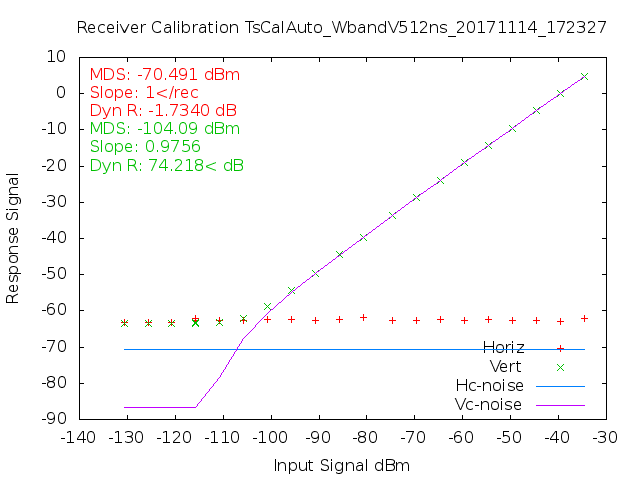 Receiver Calibration TsCalAuto_WbandV512ns_20171114_172327
MDS: -70.491 dBm
Slope: 1</rec
Dyn R: -1.7340 dB
MDS: -104.09 dBm
Slope: 0.9756
Dyn R: 74.218< dB
10
0
-10
-20
-30
-40
-50
-60
-70
-80
-90
Response Signal
Horiz
Vert
Hc-noise
Vc-noise
-140 -130 -120 -110 -100 -90 -80 -70 -60 -50 -40 -30
Input Signal dBm